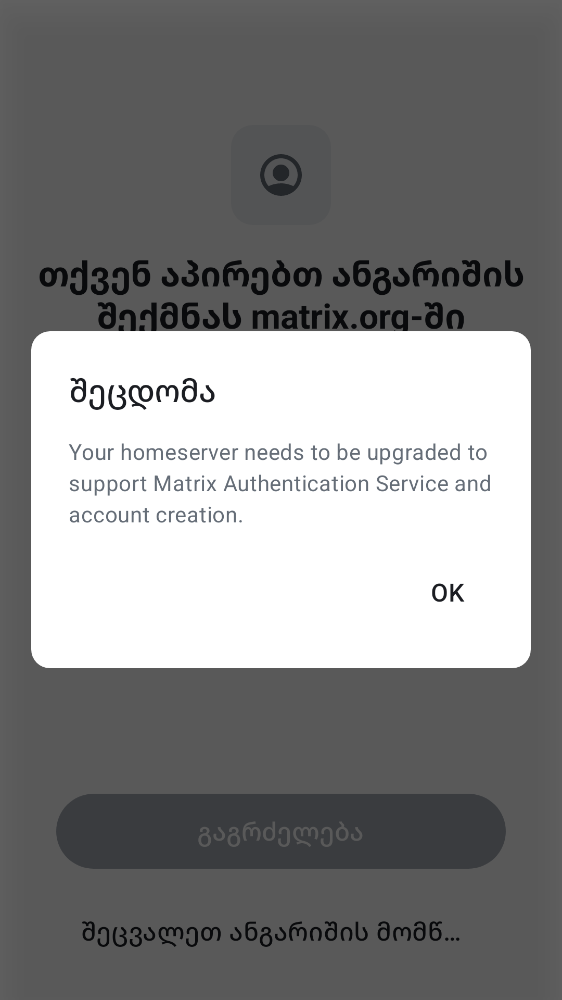 თქვენ აპირებთ ანგარიშის
შექმნას matrix.org-ში
შეცდომა
Your homeserver needs to be upgraded to
support Matrix Authentication Service and
account creation.
OK
გაგრძელება
შეცვალეთ ანგარიშის მომწ…